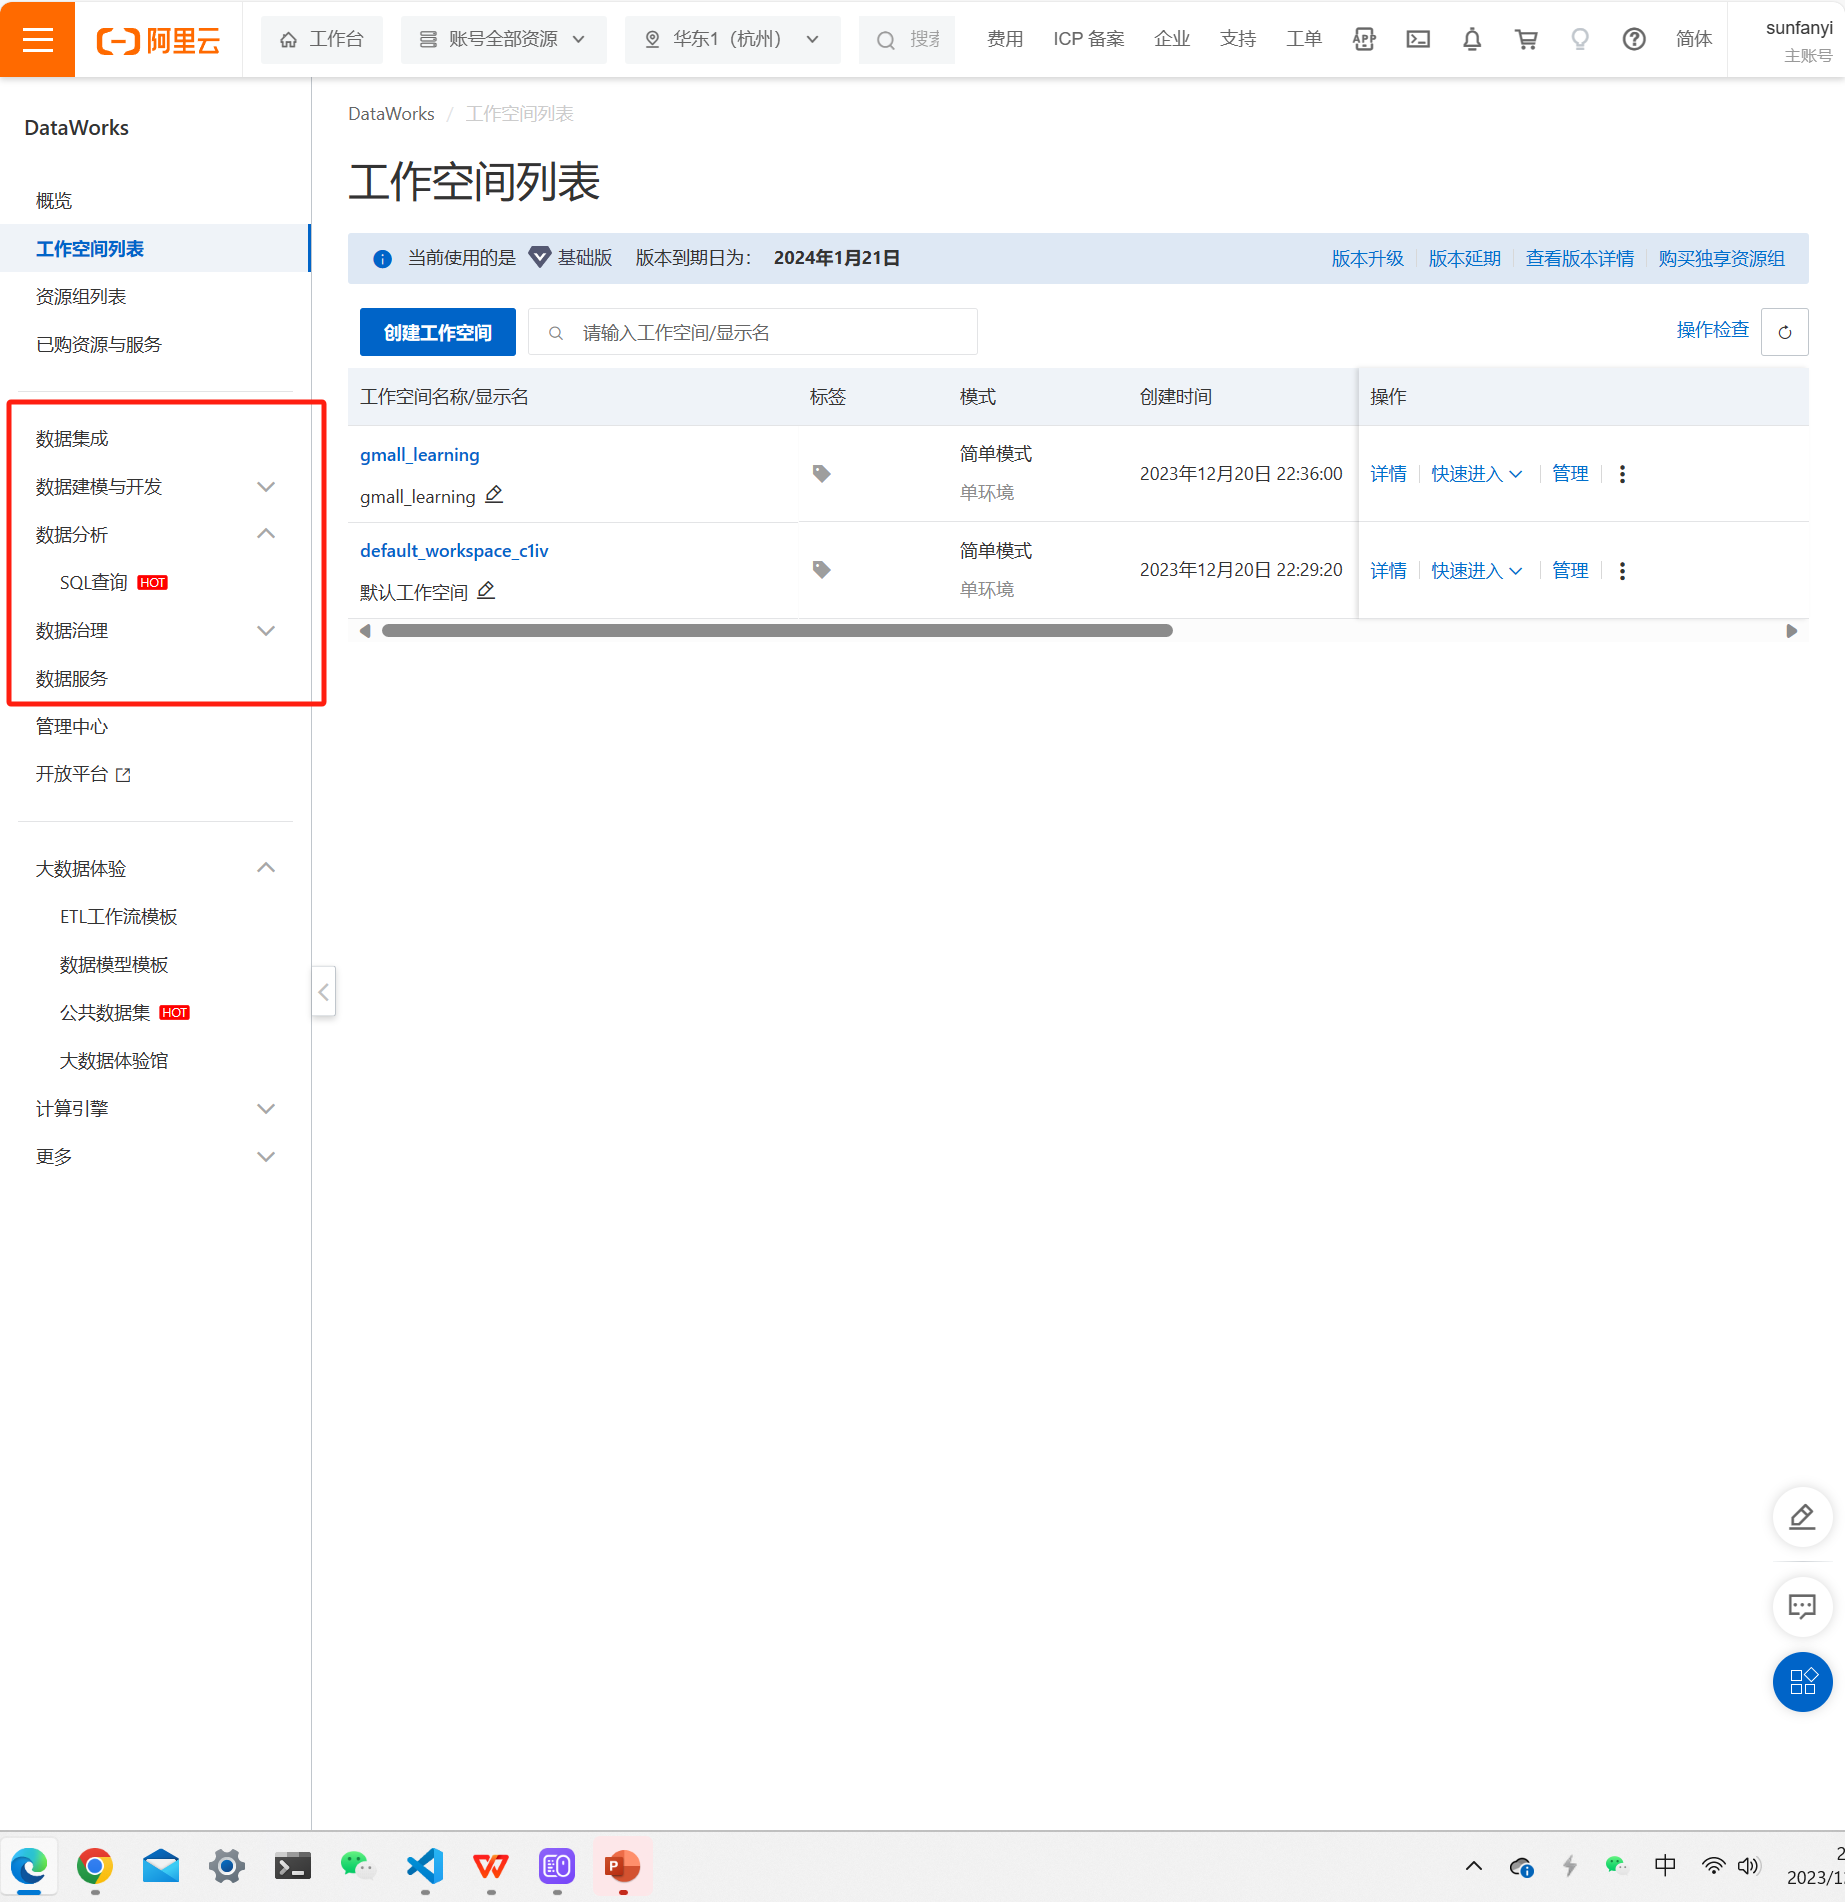 阿里云
工作台
账号全部资源
华东1（杭州）
搜索
费用
ICP 备案
企业
支持
工单
APP
简体
sunfanyi
主账号
DataWorks
概览
工作空间列表
资源组列表
已购资源与服务
数据集成
数据建模与开发
数据分析
SQL查询 HOT
数据治理
数据服务
管理中心
开放平台
大数据体验
ETL工作流模板
数据模型模板
公共数据集 HOT
大数据体验馆
计算引擎
更多
DataWorks / 工作空间列表
工作空间列表
当前使用的是 基础版 版本到期日为： 2024年1月21日
版本升级 版本延期 查看版本详情 购买独享资源组
创建工作空间 请输入工作空间/显示名 操作检查
工作空间名称/显示名 标签 模式 创建时间 操作
gmall_learning
gmall_learning
简单模式
单环境
2023年12月20日 22:36:00
详情 快速进入 管理
default_workspace_c1iv
默认工作空间
简单模式
单环境
2023年12月20日 22:29:20
详情 快速进入 管理
中
2
2023/1